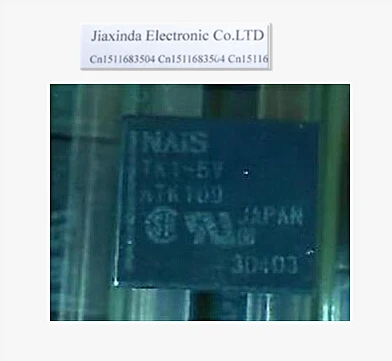 Jiaxinda Electronic Co.LTD
Cn1511683504 Cn1511683504 Cn15116
NAIS
TK1-5V
ATK109
JAPAN
30403